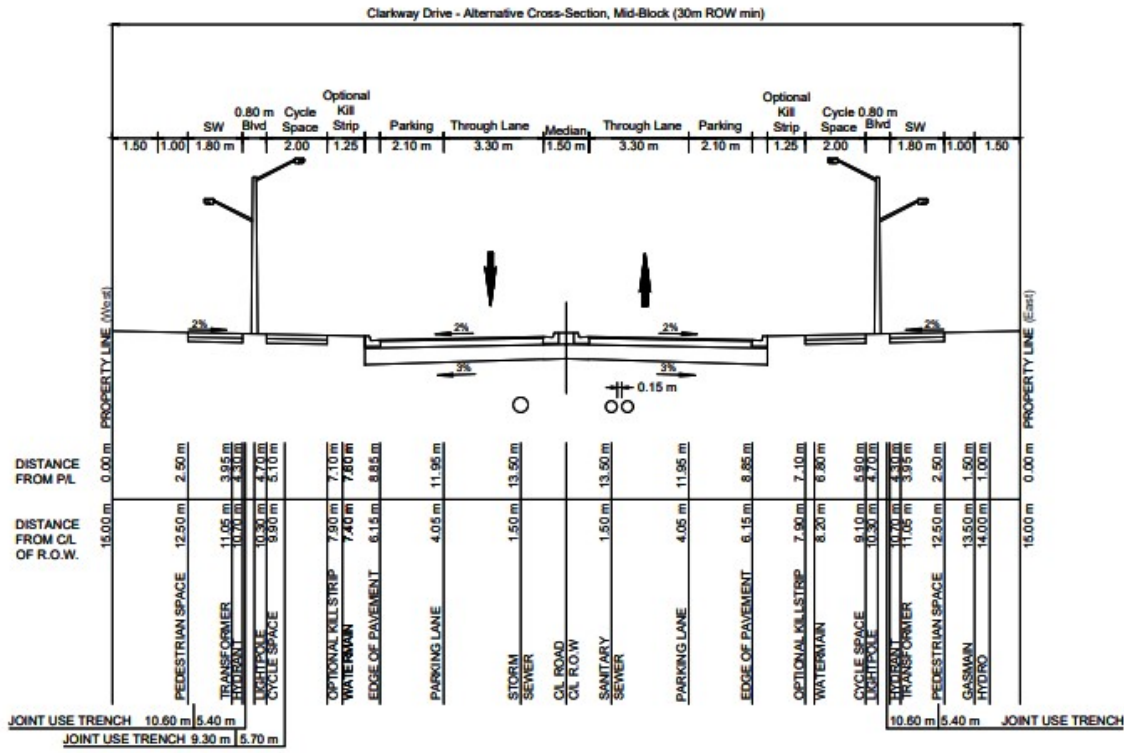 Clarkway Drive - Alternative Cross-Section, Mid-Block (30m ROW min)
Optional Kill Strip
Optional Kill Strip
SW
0.80 m Blvd
Cycle Space
Parking
Through Lane
Median
Through Lane
Parking
Cycle Space
0.80 m Blvd
SW
1.50 1.00 1.80 m 2.00 1.25 2.10 m 3.30 m 1.50 m 3.30 m 2.10 m 1.25 2.00 1.80 m 1.00 1.50
PROPERTY LINE (West)
PROPERTY LINE (East)
2% 2% 2% 2%
3% 3%
0.15 m
DISTANCE
FROM P/L
0.00 m 2.50 m 3.95 m 4.30 m 4.70 m 5.10 m 7.10 m 7.60 m 8.85 m 11.95 m 13.50 m 13.50 m 11.95 m 8.85 m 7.10 m 6.80 m 5.90 m 4.70 m 4.30 m 3.95 m 2.50 m 1.50 m 1.00 m 0.00 m
DISTANCE
FROM C/L
OF R.O.W.
15.00 m 12.50 m 11.05 m 10.70 m 10.30 m 9.90 m 7.90 m 7.40 m 6.15 m 4.05 m 1.50 m 1.50 m 4.05 m 6.15 m 7.90 m 8.20 m 9.10 m 10.30 m 10.70 m 11.05 m 12.50 m 13.50 m 14.00 m 15.00 m
PEDESTRIAN SPACE
TRANSFORMER
HYDRANT
LIGHTPOLE
CYCLE SPACE
OPTIONAL KILL STRIP
WATERMAIN
EDGE OF PAVEMENT
PARKING LANE
STORM
SEWER
C/L ROAD
C/L R.O.W
SANITARY
SEWER
PARKING LANE
EDGE OF PAVEMENT
OPTIONAL KILL STRIP
WATERMAIN
CYCLE SPACE
LIGHTPOLE
HYDRANT
TRANSFORMER
PEDESTRIAN SPACE
GASMAIN
HYDRO
JOINT USE TRENCH 10.60 m 5.40 m
10.60 m 5.40 m JOINT USE TRENCH
JOINT USE TRENCH 9.30 m 5.70 m